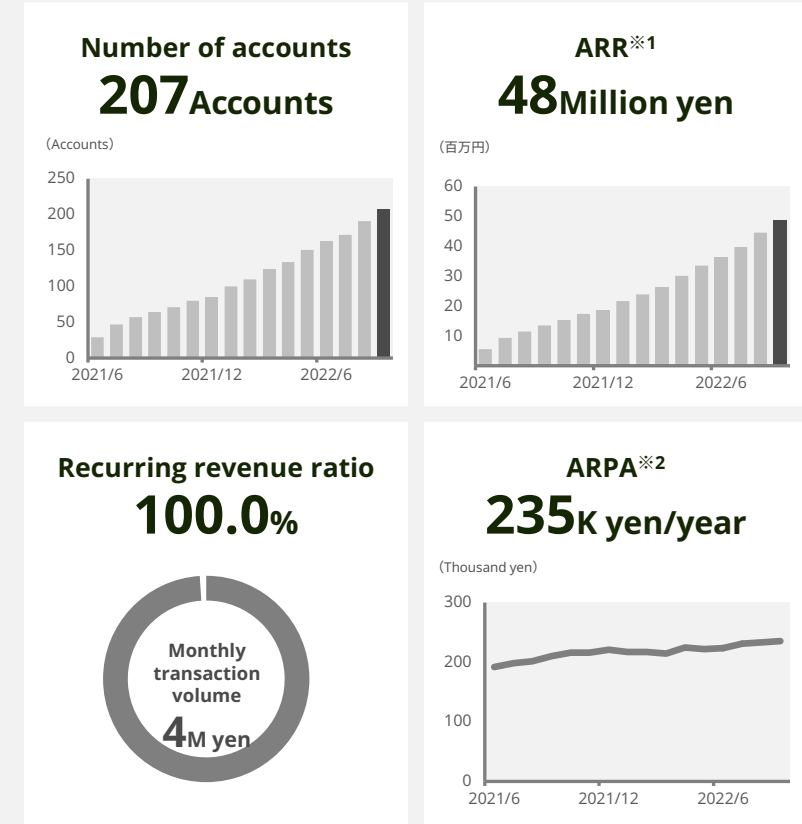 Number of accounts
207Accounts
（Accounts）
250
200
150
100
50
0
2021/6
2021/12
2022/6
ARR※1
48Million yen
（百万円）
60
50
40
30
20
10
2021/6
2021/12
2022/6
Recurring revenue ratio
100.0%
Monthly
transaction
volume
4M yen
ARPA※2
235K yen/year
（Thousand yen）
300
200
100
0
2021/6
2021/12
2022/6